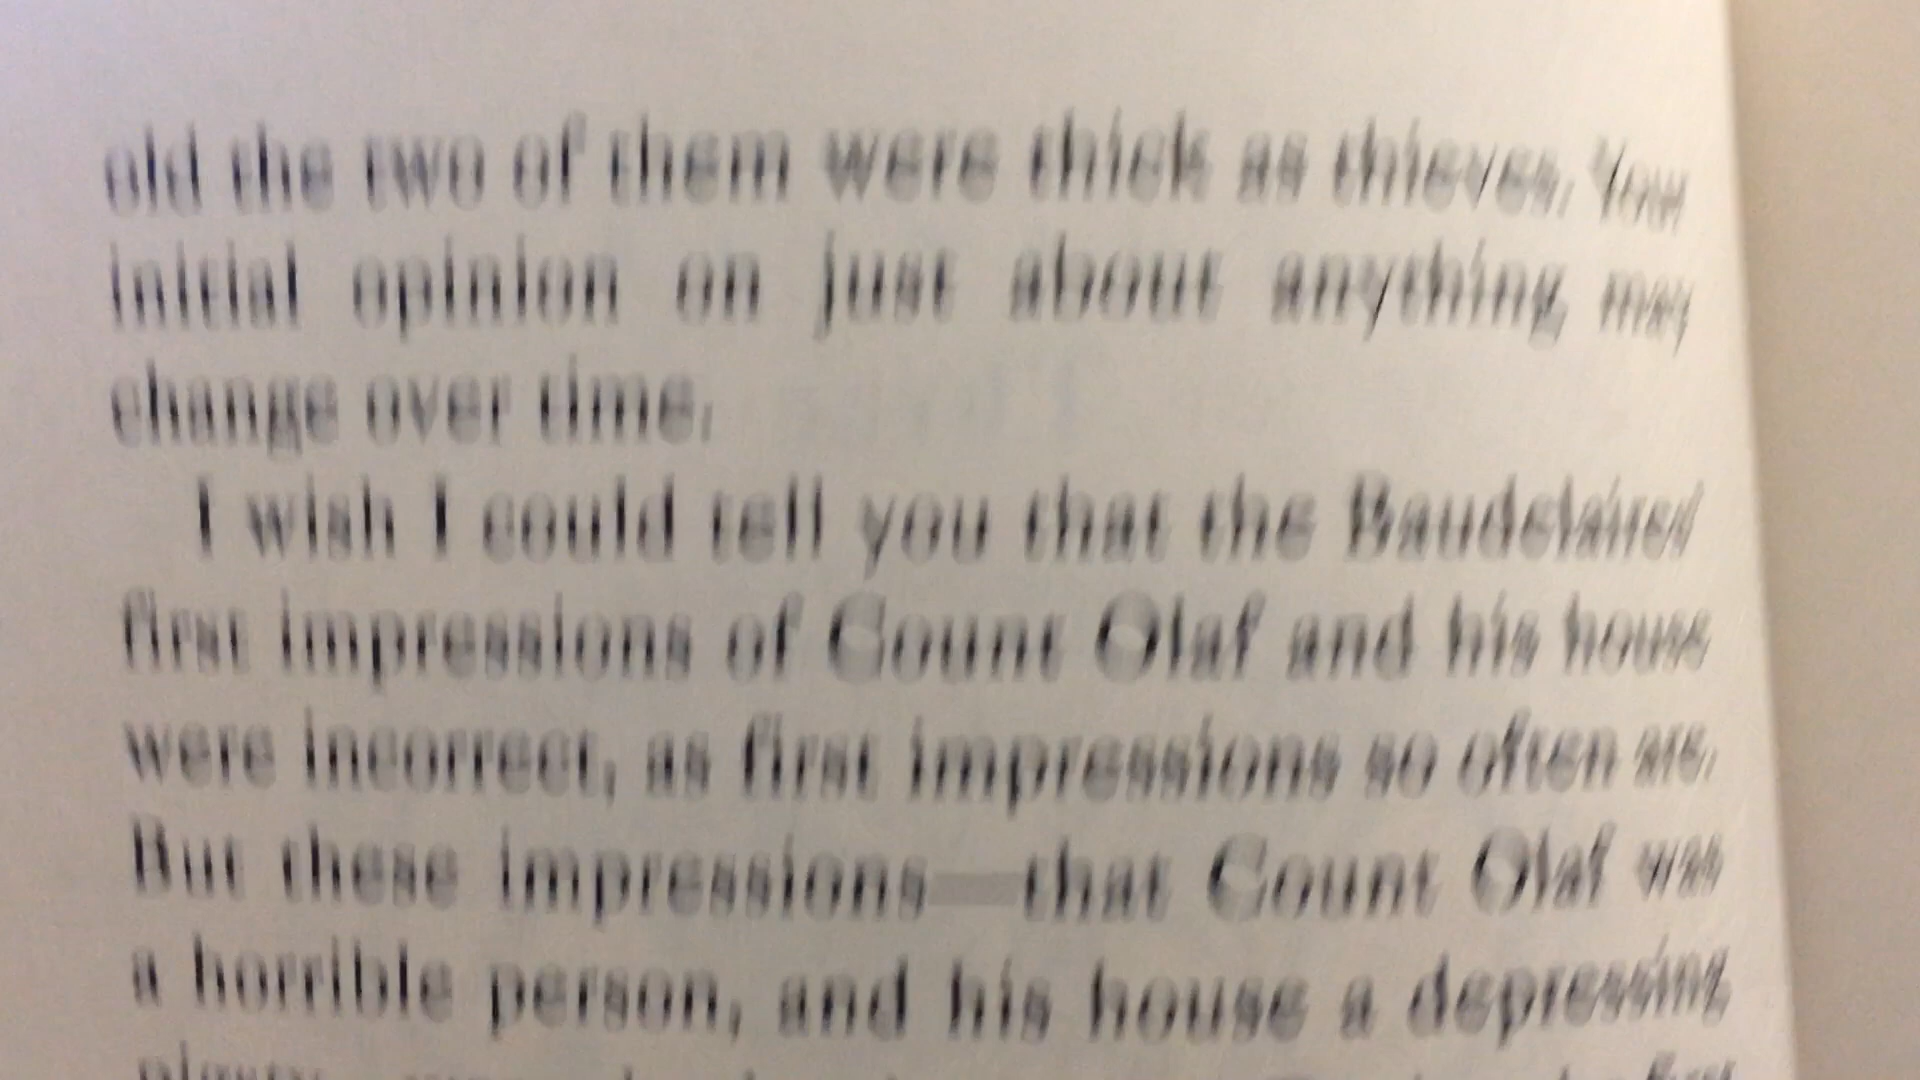 old the two of them were thick as thieves. Your
initial opinion on just about anything may
change over time.
I wish I could tell you that the Baudelaires'
first impressions of Count Olaf and his house
were incorrect, as first impressions so often are.
But these impressions—that Count Olaf was
a horrible person, and his house a depressing